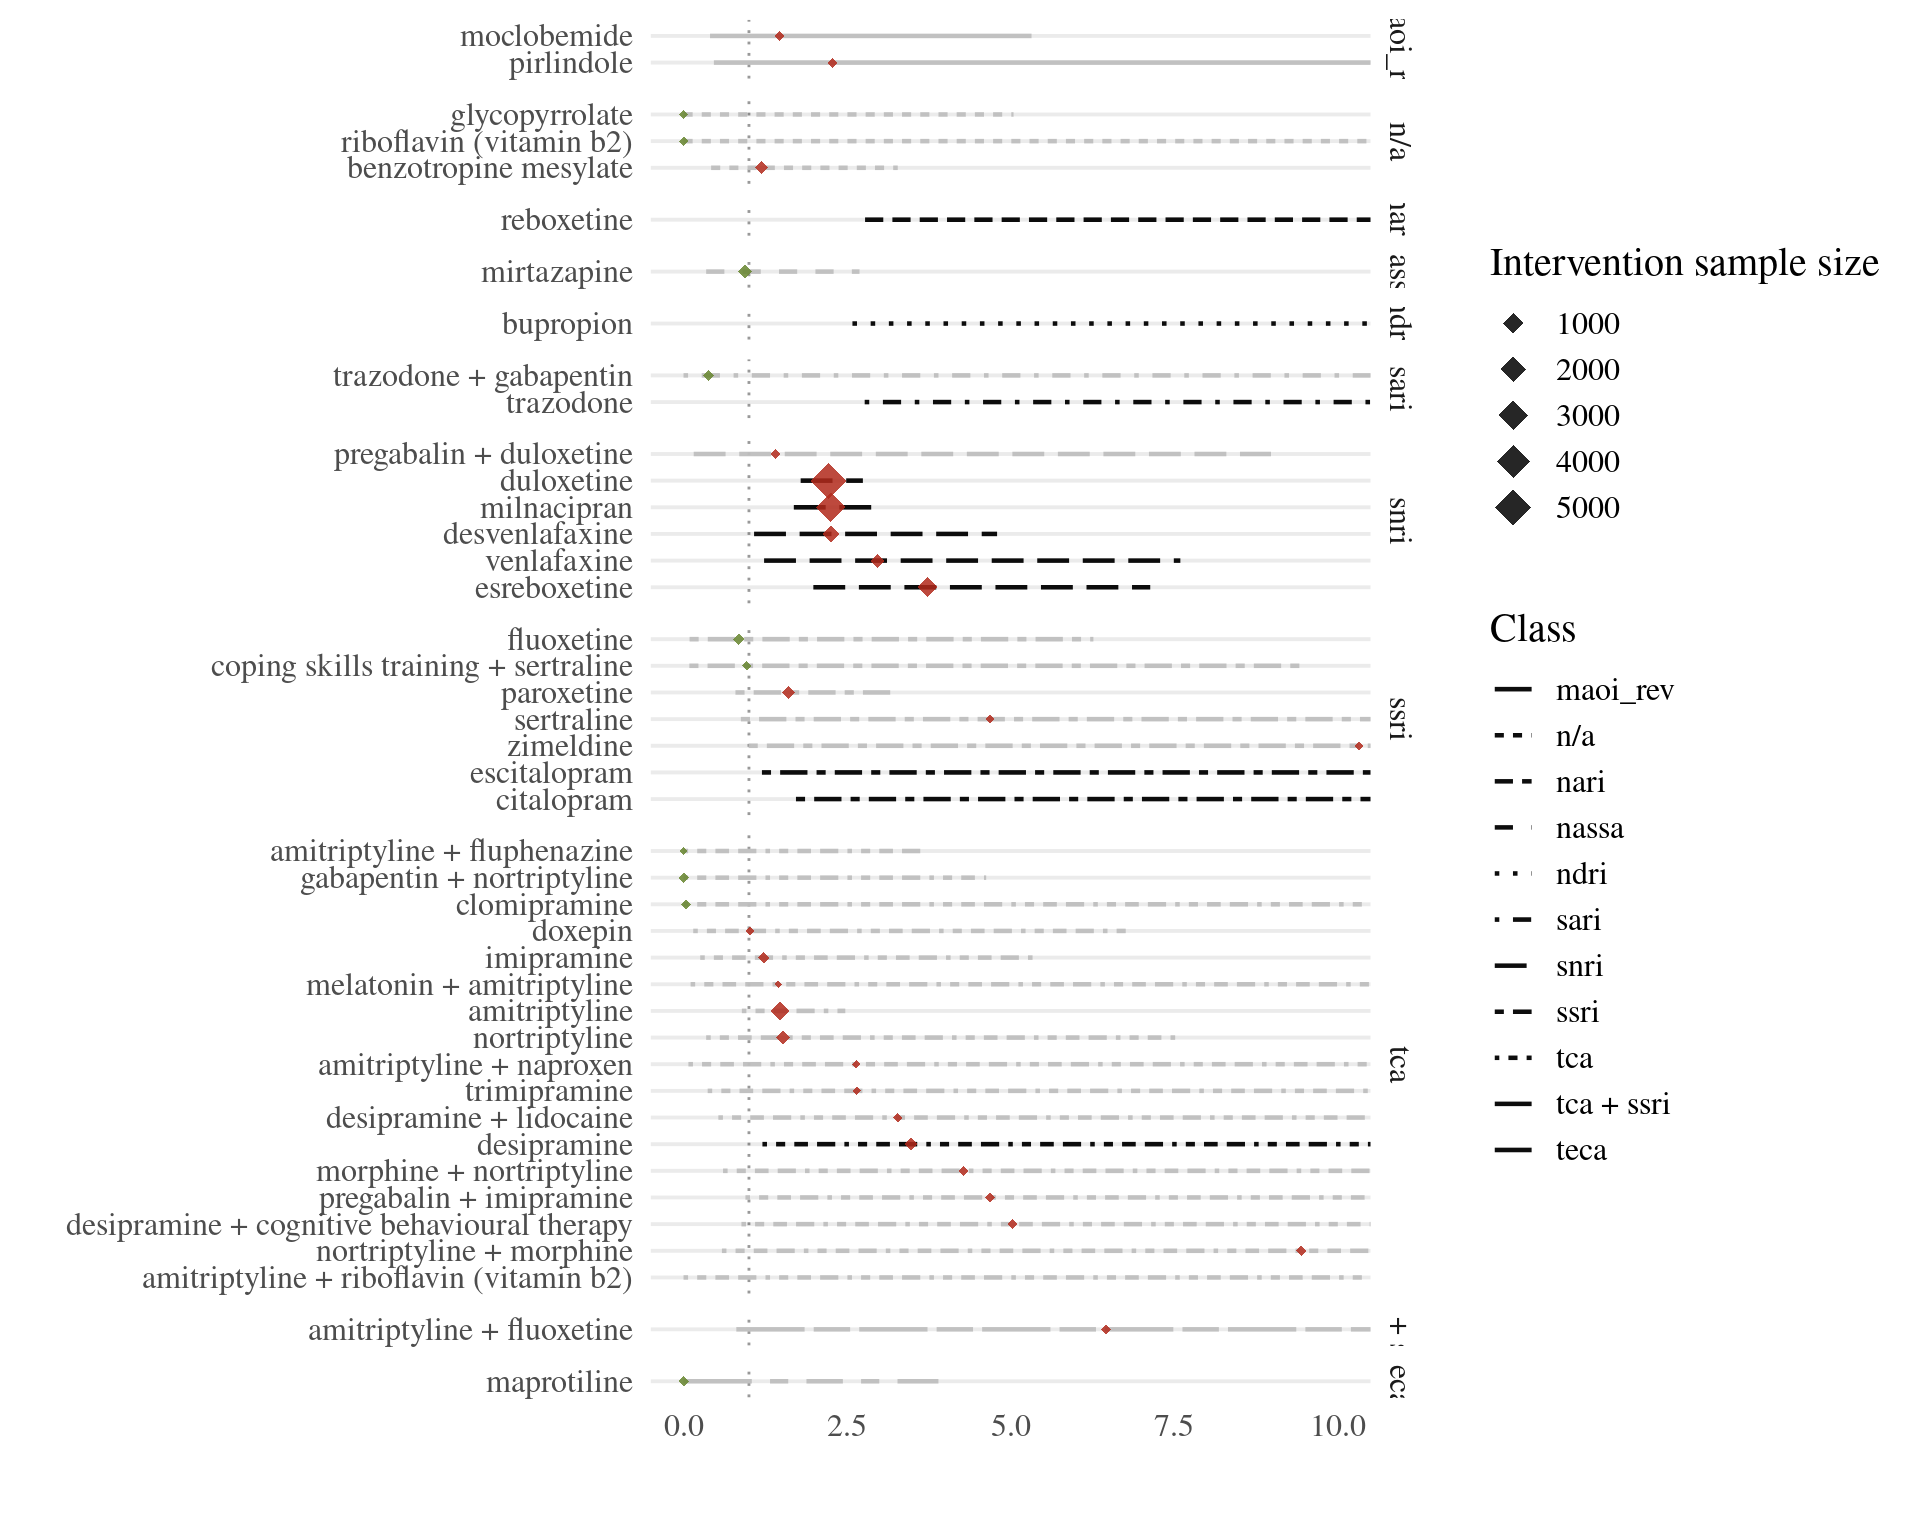 moclobemide
pirlindole
aoi_r
glycopyrrolate
riboflavin (vitamin b2)
benzotropine mesylate
n/a
reboxetine
nar
mirtazapine
ass
bupropion
ndr
trazodone + gabapentin
trazodone
sari
pregabalin + duloxetine
duloxetine
milnacipran
desvenlafaxine
venlafaxine
esreboxetine
snri
fluoxetine
coping skills training + sertraline
paroxetine
sertraline
zimeldine
escitalopram
citalopram
ssri
amitriptyline + fluphenazine
gabapentin + nortriptyline
clomipramine
doxepin
imipramine
melatonin + amitriptyline
amitriptyline
nortriptyline
amitriptyline + naproxen
trimipramine
desipramine + lidocaine
desipramine
morphine + nortriptyline
pregabalin + imipramine
desipramine + cognitive behavioural therapy
nortriptyline + morphine
amitriptyline + riboflavin (vitamin b2)
tca
amitriptyline + fluoxetine
+
maprotiline
eca
0.0 2.5 5.0 7.5 10.0
Intervention sample size
1000
2000
3000
4000
5000
Class
maoi_rev
n/a
nari
nassa
ndri
sari
snri
ssri
tca
tca + ssri
teca